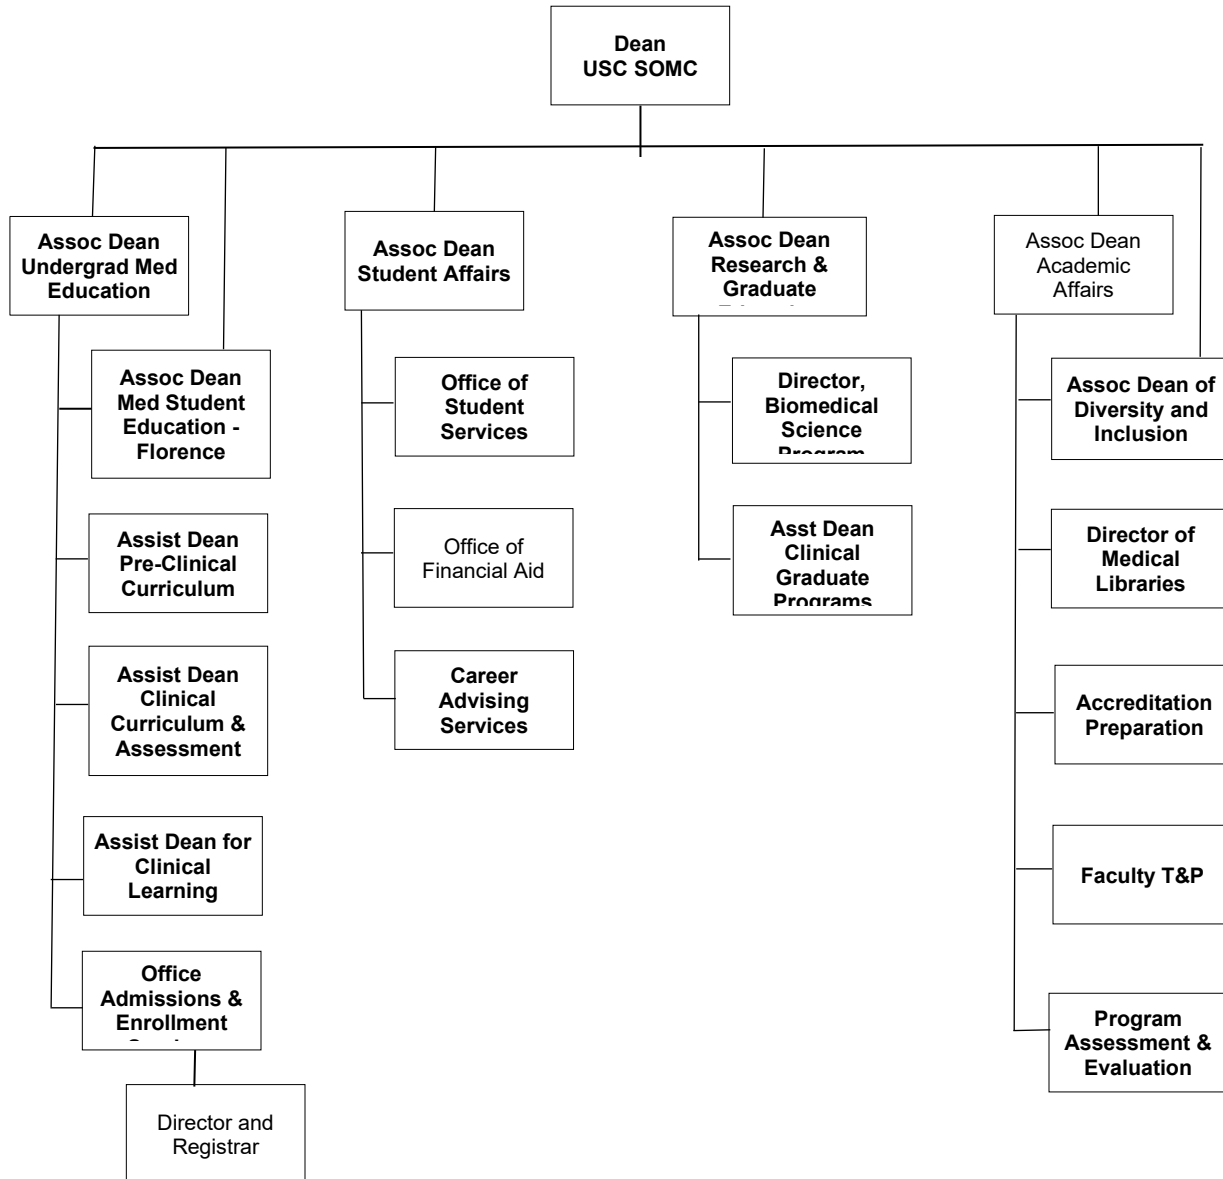 Dean
USC SOMC
Assoc Dean
Undergrad Med
Education
Assoc Dean
Student Affairs
Assoc Dean
Research &
Graduate
Assoc Dean
Academic
Affairs
Assoc Dean
Med Student
Education -
Florence
Office of
Student
Services
Director,
Biomedical
Science
Program
Assoc Dean of
Diversity and
Inclusion
Assist Dean
Pre-Clinical
Curriculum
Office of
Financial Aid
Asst Dean
Clinical
Graduate
Programs
Director of
Medical
Libraries
Assist Dean
Clinical
Curriculum &
Assessment
Career
Advising
Services
Accreditation
Preparation
Assist Dean for
Clinical
Learning
Faculty T&P
Office
Admissions &
Enrollment
Program
Assessment &
Evaluation
Director and
Registrar